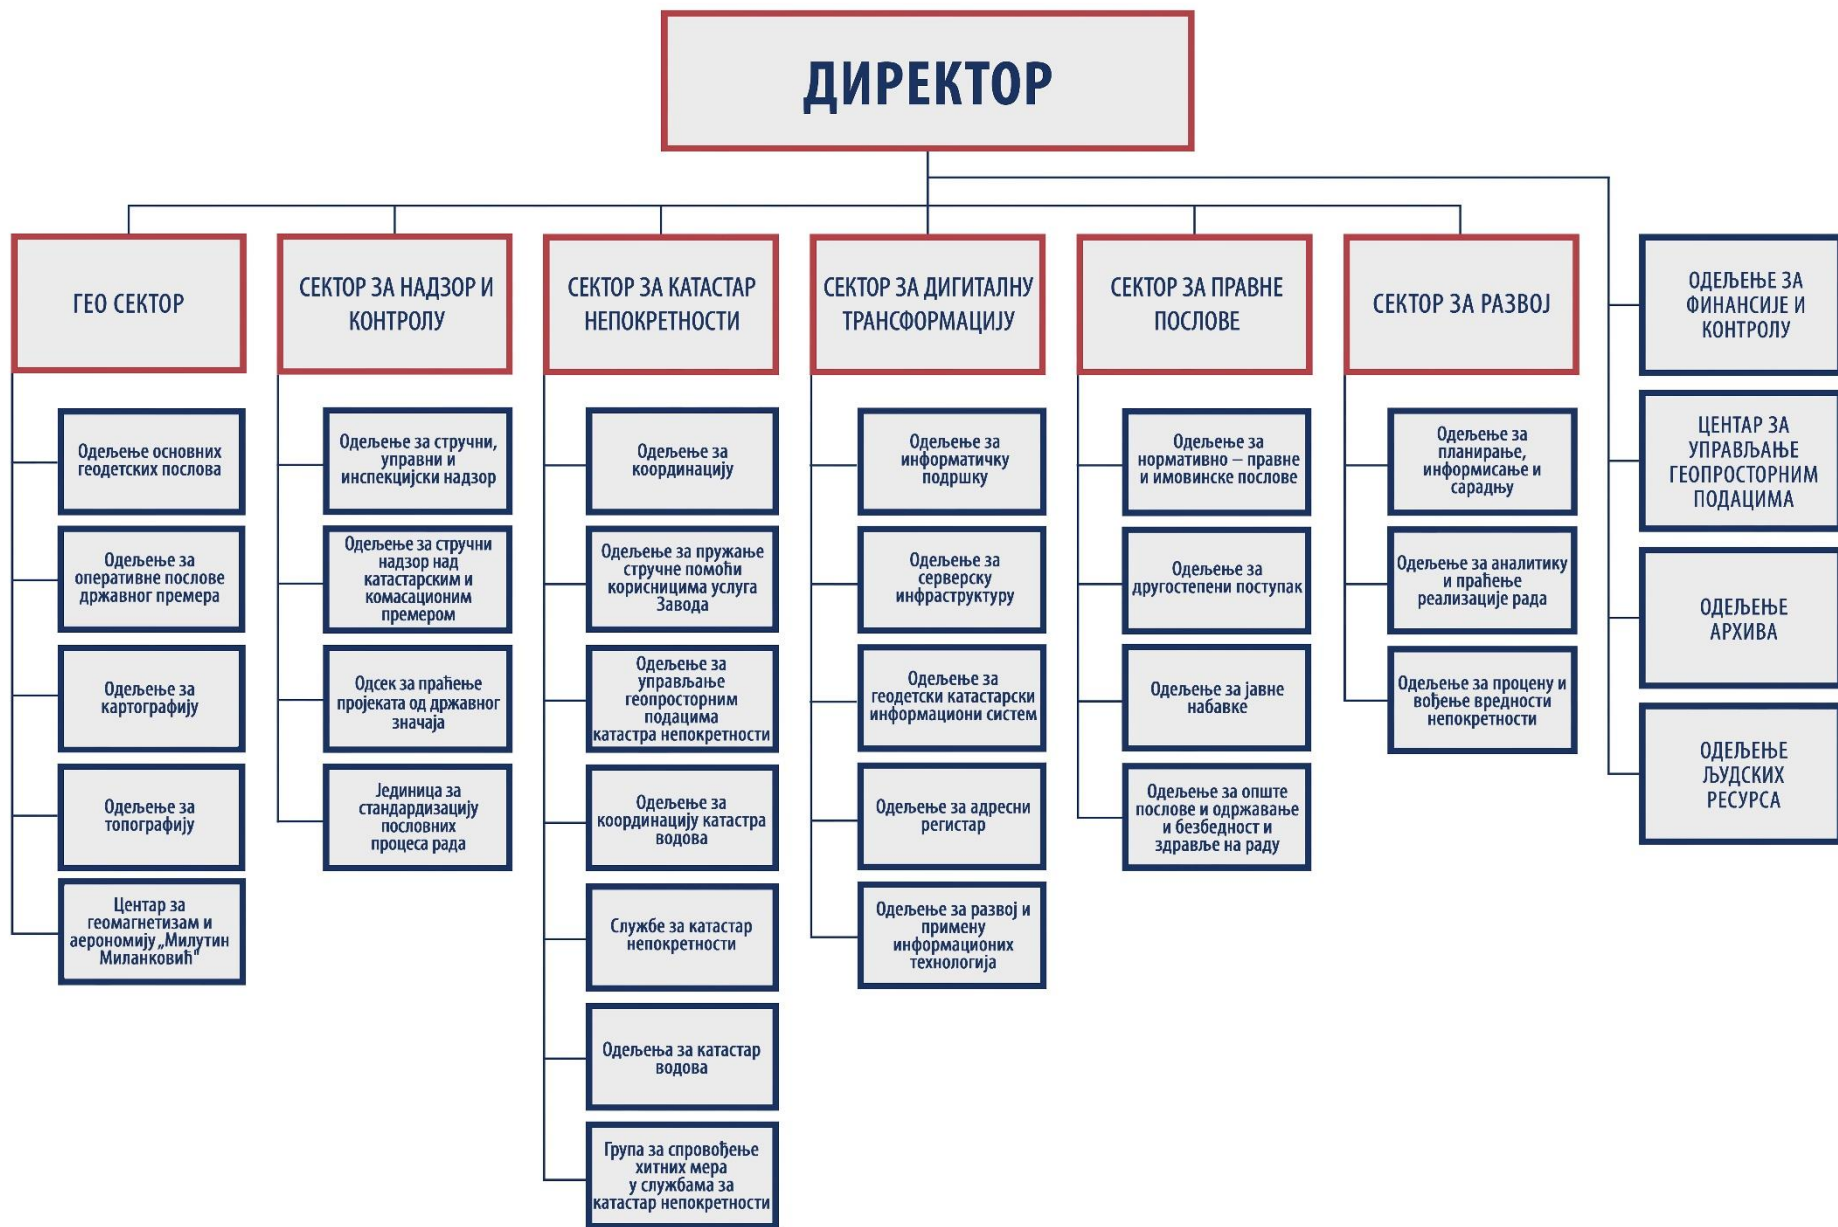 ДИРЕКТОР
ГЕО СЕКТОР
Одељење основних
геодетских послова
Одељење за
оперативне послове
државног премера
Одељење за
картографију
Одељење за
топографију
Центар за
геомагнетизам и
аерономију „Милутин
Миланковић“
СЕКТОР ЗА НАДЗОР И
КОНТРОЛУ
Одељење за стручни,
управни и
инспекцијски надзор
Одељење за стручни
надзор над
катастарским и
комасационим
премером
Одсек за праћење
пројеката од државног
значаја
Јединица за
стандардизацију
пословних
процеса рада
СЕКТОР ЗА КАТАСТАР
НЕПОКРЕТНОСТИ
Одељење за
координацију
Одељење за пружање
стручне помоћи
корисницима услуга
Завода
Одељење за
управљање
геопросторним
подацима
катастра непокретности
Одељење за
координацију катастра
водова
Службе за катастар
непокретности
Одељења за катастар
водова
Група за спровођење
хитних мера
у службама за
катастар непокретности
СЕКТОР ЗА ДИГИТАЛНУ
ТРАНСФОРМАЦИЈУ
Одељење за
информатичку
подршку
Одељење за
серверску
инфраструктуру
Одељење за
геодетски катастарски
информациони систем
Одељење за адресни
регистар
Одељење за развој и
примену
информационих
технологија
СЕКТОР ЗА ПРАВНЕ
ПОСЛОВЕ
Одељење за
нормативно – правне
и имовинске послове
Одељење за
другостепени поступак
Одељење за јавне
набавке
Одељење за опште
послове и одржавање
и безбедност и
здравље на раду
СЕКТОР ЗА РАЗВОЈ
Одељење за
планирање,
информисање и
сарадњу
Одељење за аналитику
и праћење
реализације рада
Одељење за процену и
вођење вредности
непокретности
ОДЕЉЕЊЕ ЗА
ФИНАНСИЈЕ И
КОНТРОЛУ
ЦЕНТАР ЗА
УПРАВЉАЊЕ
ГЕОПРОСТОРНИМ
ПОДАЦИМА
ОДЕЉЕЊЕ
АРХИВА
ОДЕЉЕЊЕ
ЉУДСКИХ
РЕСУРСА